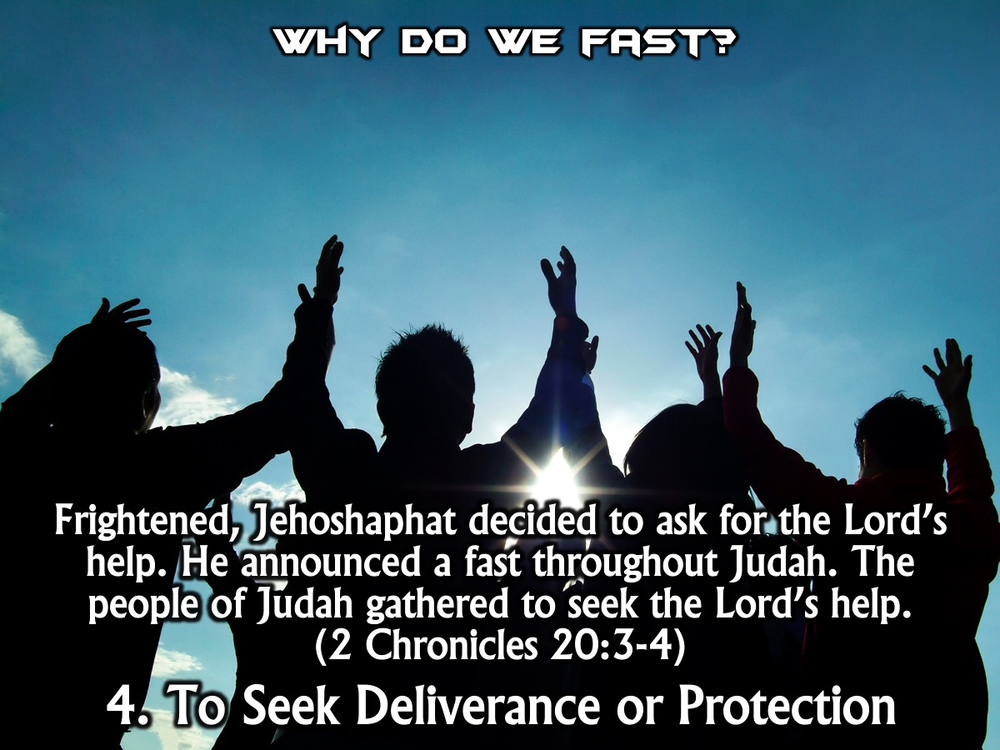 WHY DO WE FAST?
Frightened, Jehoshaphat decided to ask for the Lord’s
help. He announced a fast throughout Judah. The
people of Judah gathered to seek the Lord’s help.
(2 Chronicles 20:3-4)
4. To Seek Deliverance or Protection